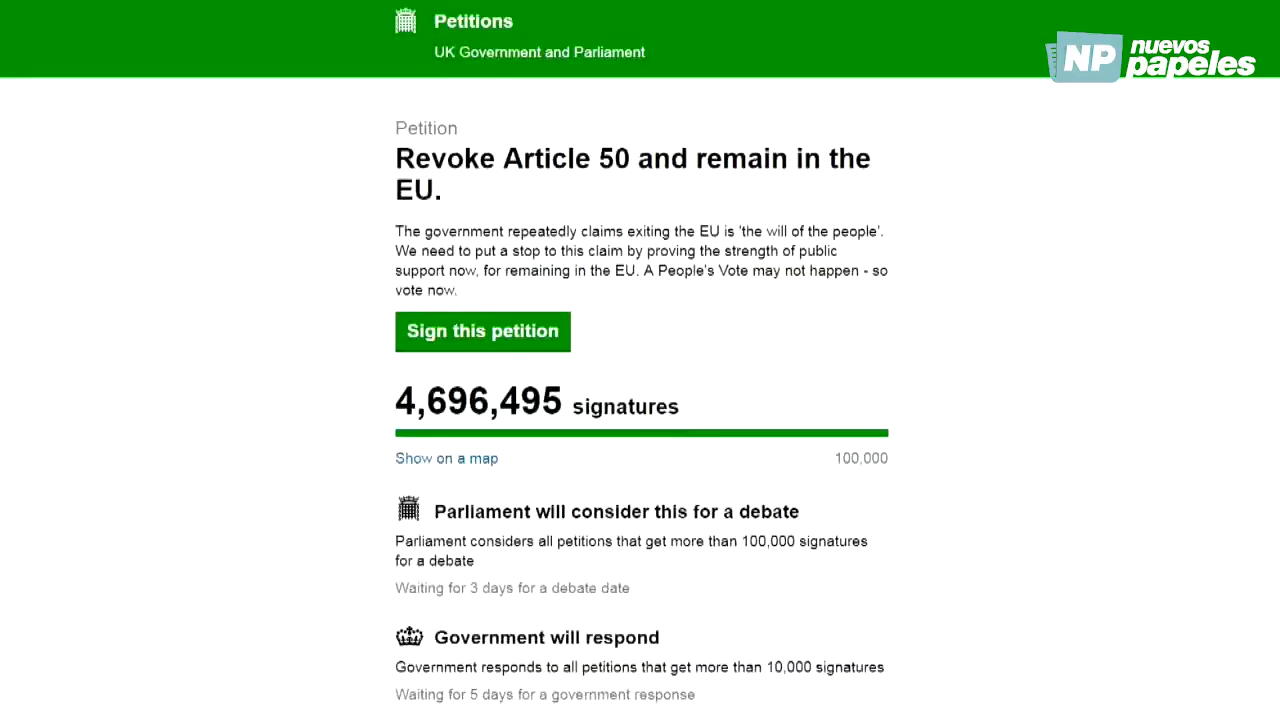 Petitions
UK Government and Parliament
NP nuevos
papeles
Petition
Revoke Article 50 and remain in the
EU.
The government repeatedly claims exiting the EU is 'the will of the people'.
We need to put a stop to this claim by proving the strength of public
support now, for remaining in the EU. A People's Vote may not happen - so
vote now.
Sign this petition
4,696,495 signatures
Show on a map 100,000
Parliament will consider this for a debate
Parliament considers all petitions that get more than 100,000 signatures
for a debate
Waiting for 3 days for a debate date
Government will respond
Government responds to all petitions that get more than 10,000 signatures
Waiting for 5 days for a government response